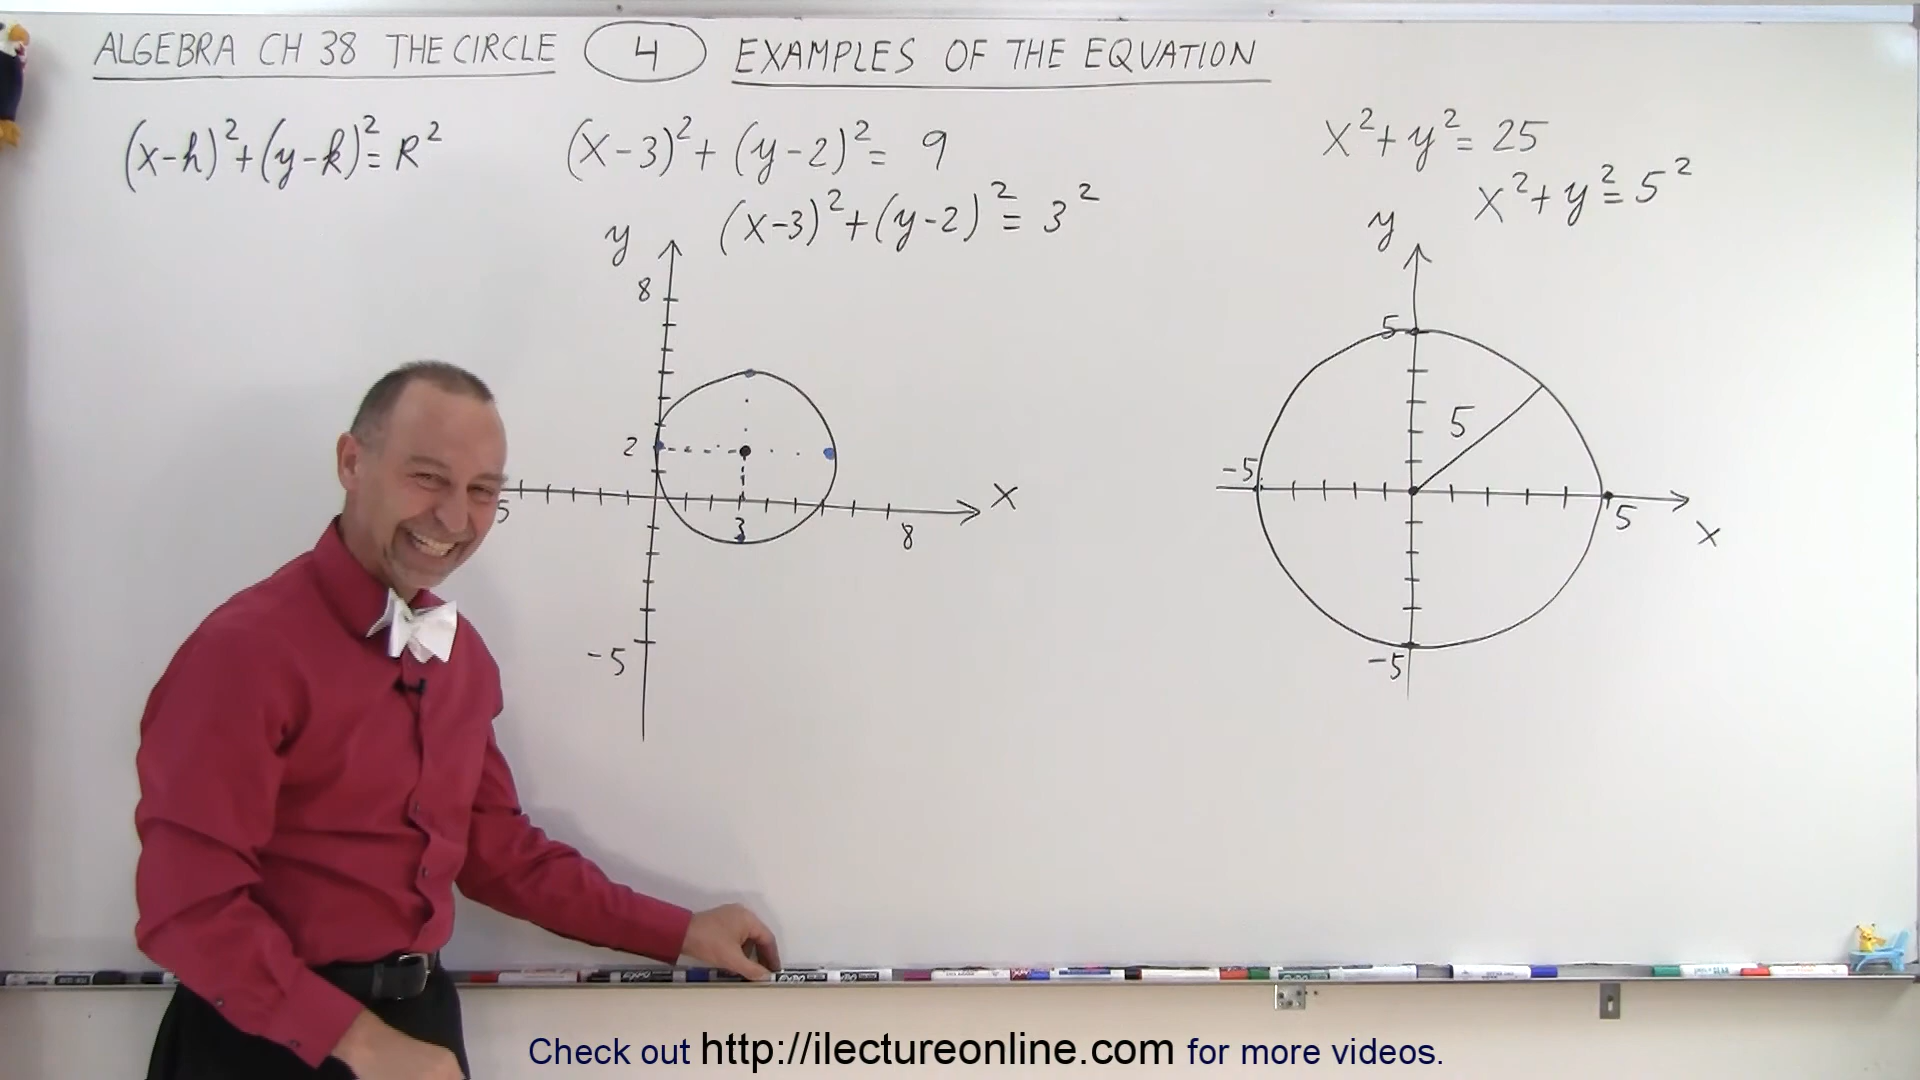 ALGEBRA CH 38 THE CIRCLE 4 EXAMPLES OF THE EQUATION
(x-h)²+(y-k)²=R²
(x-3)²+(y-2)²= 9
(x-3)²+(y-2)²= 3²
y
8
2
5
3
8
x
-5
x²+y²= 25
x²+y²=5²
y
5
5
-5
5
x
-5
Check out http://ilectureonline.com for more videos.